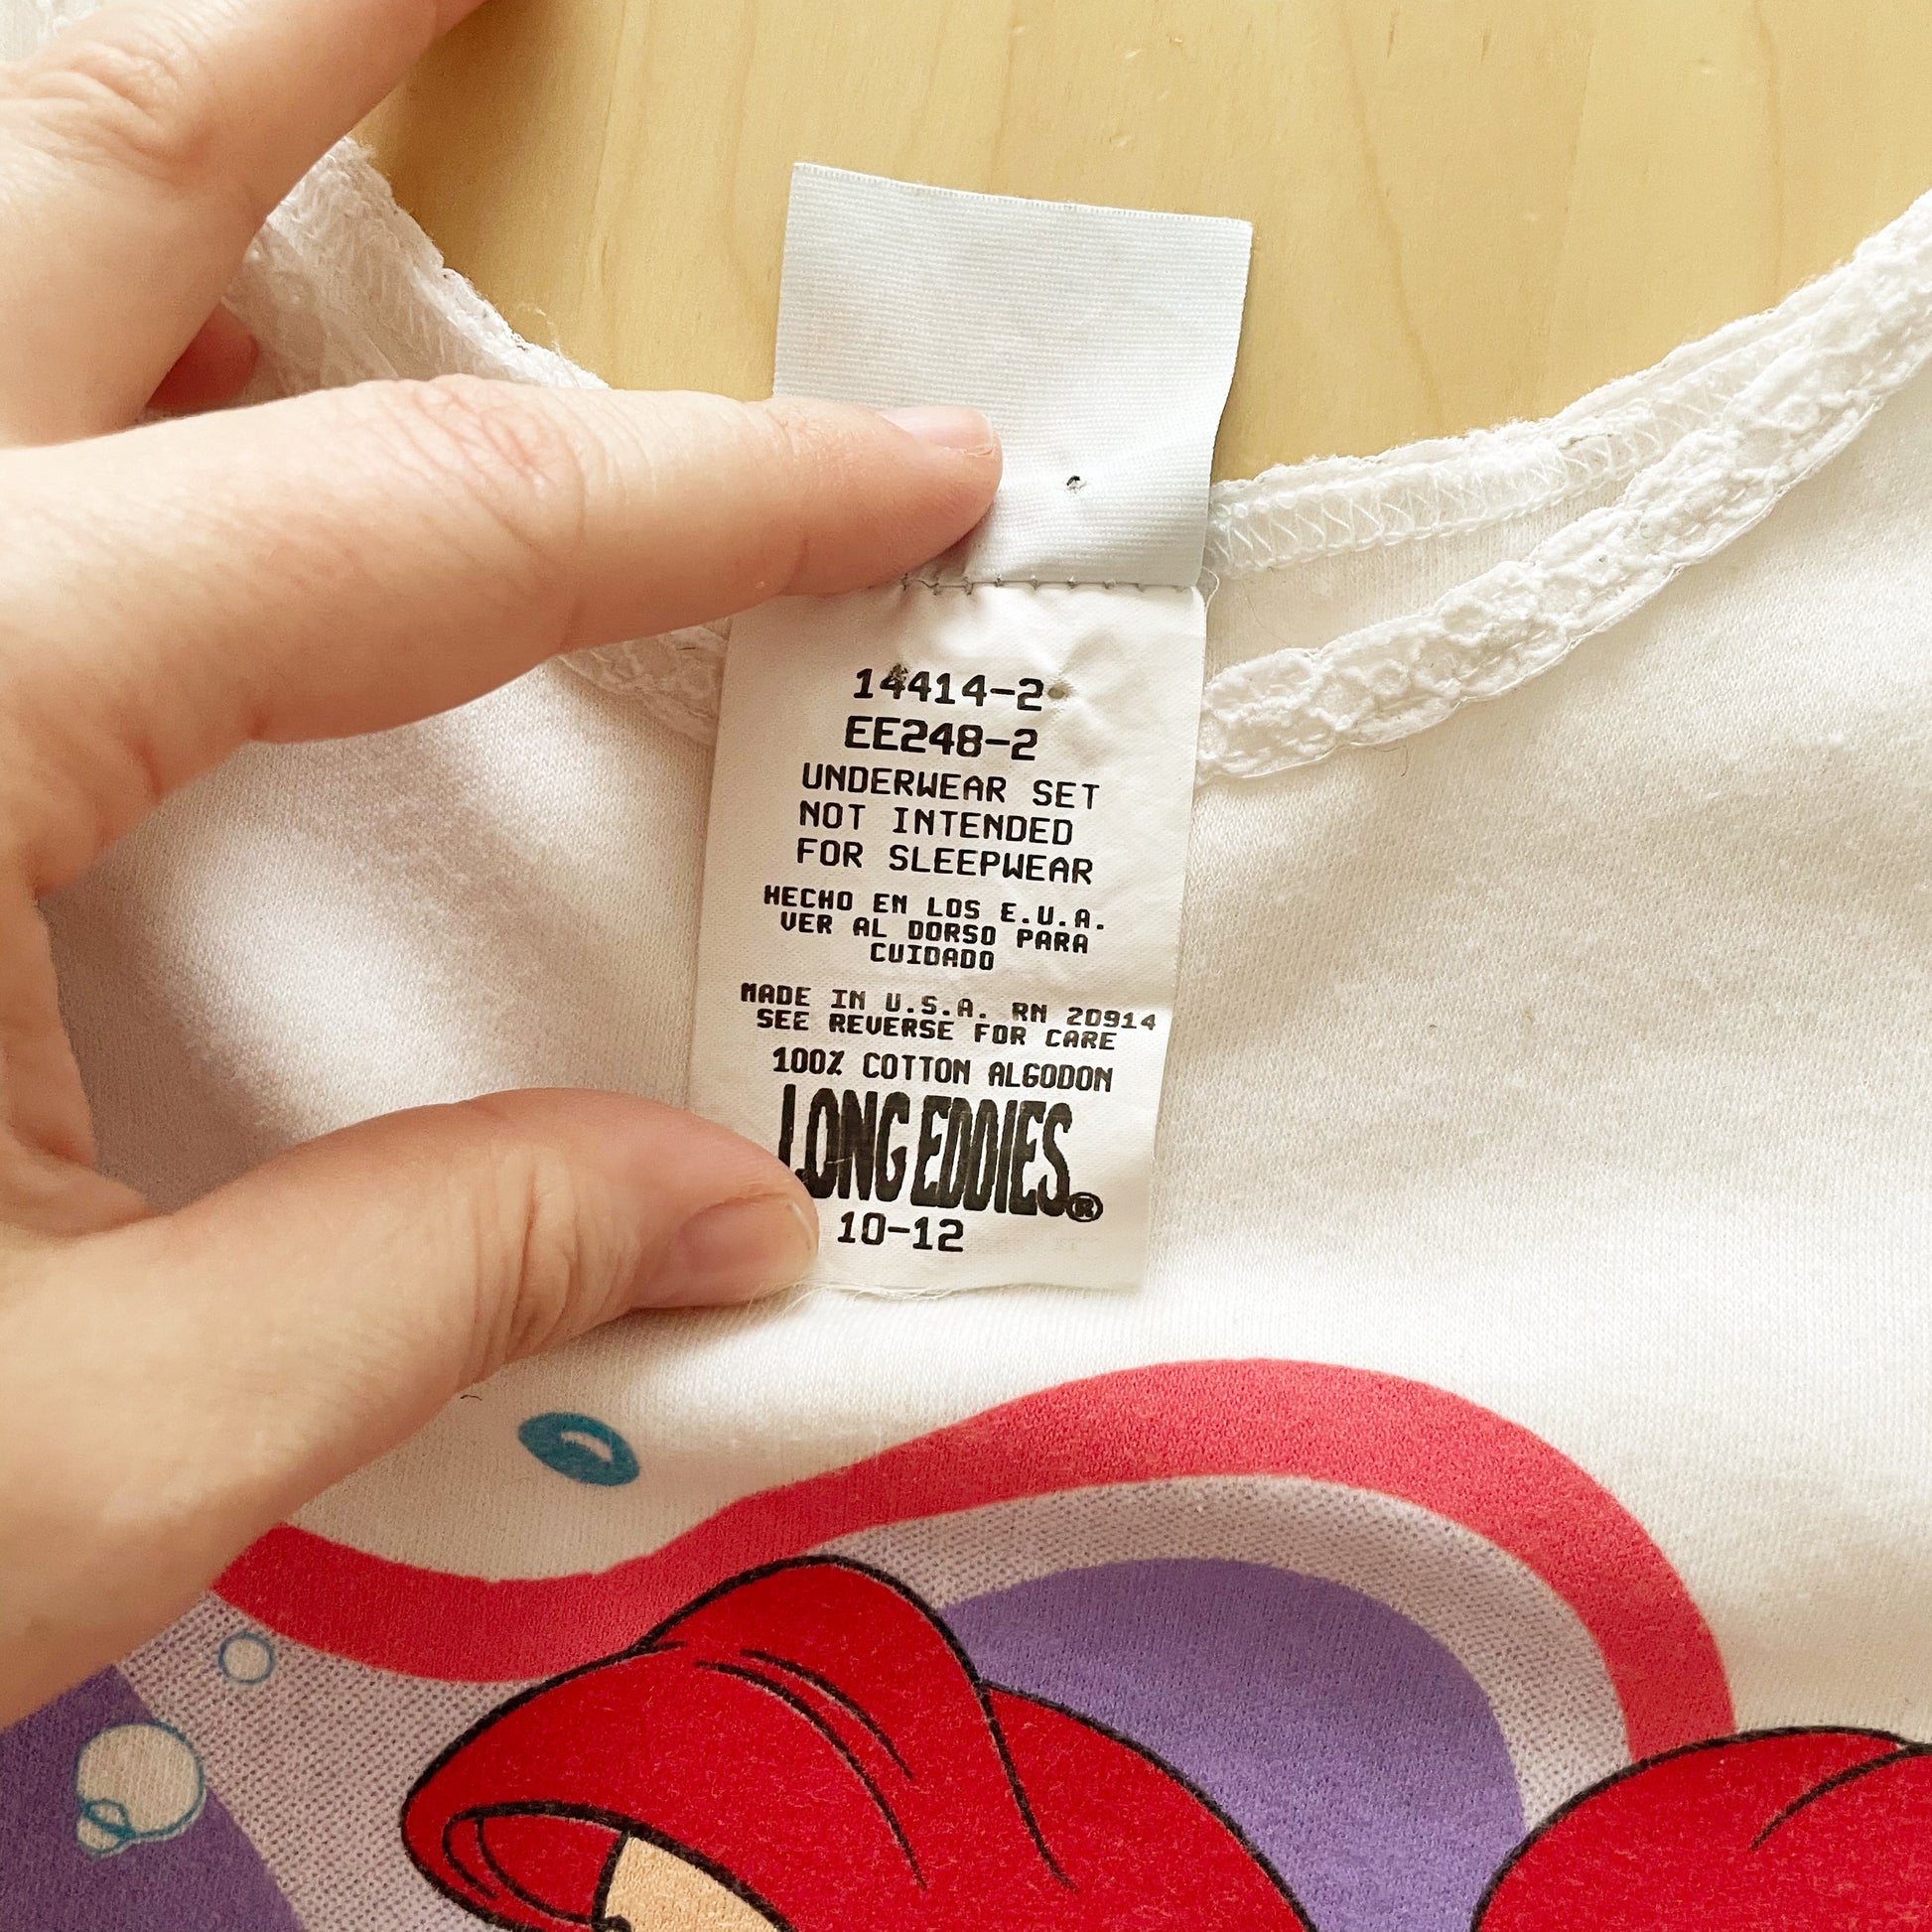 14414-2
EE248-2
UNDERWEAR SET
NOT INTENDED
FOR SLEEPWEAR
HECHO EN LOS E.U.A.
VER AL DORSO PARA
CUIDADO
MADE IN U.S.A. RN 20914
SEE REVERSE FOR CARE
100% COTTON ALGODON
LONG EDDIES®
10-12